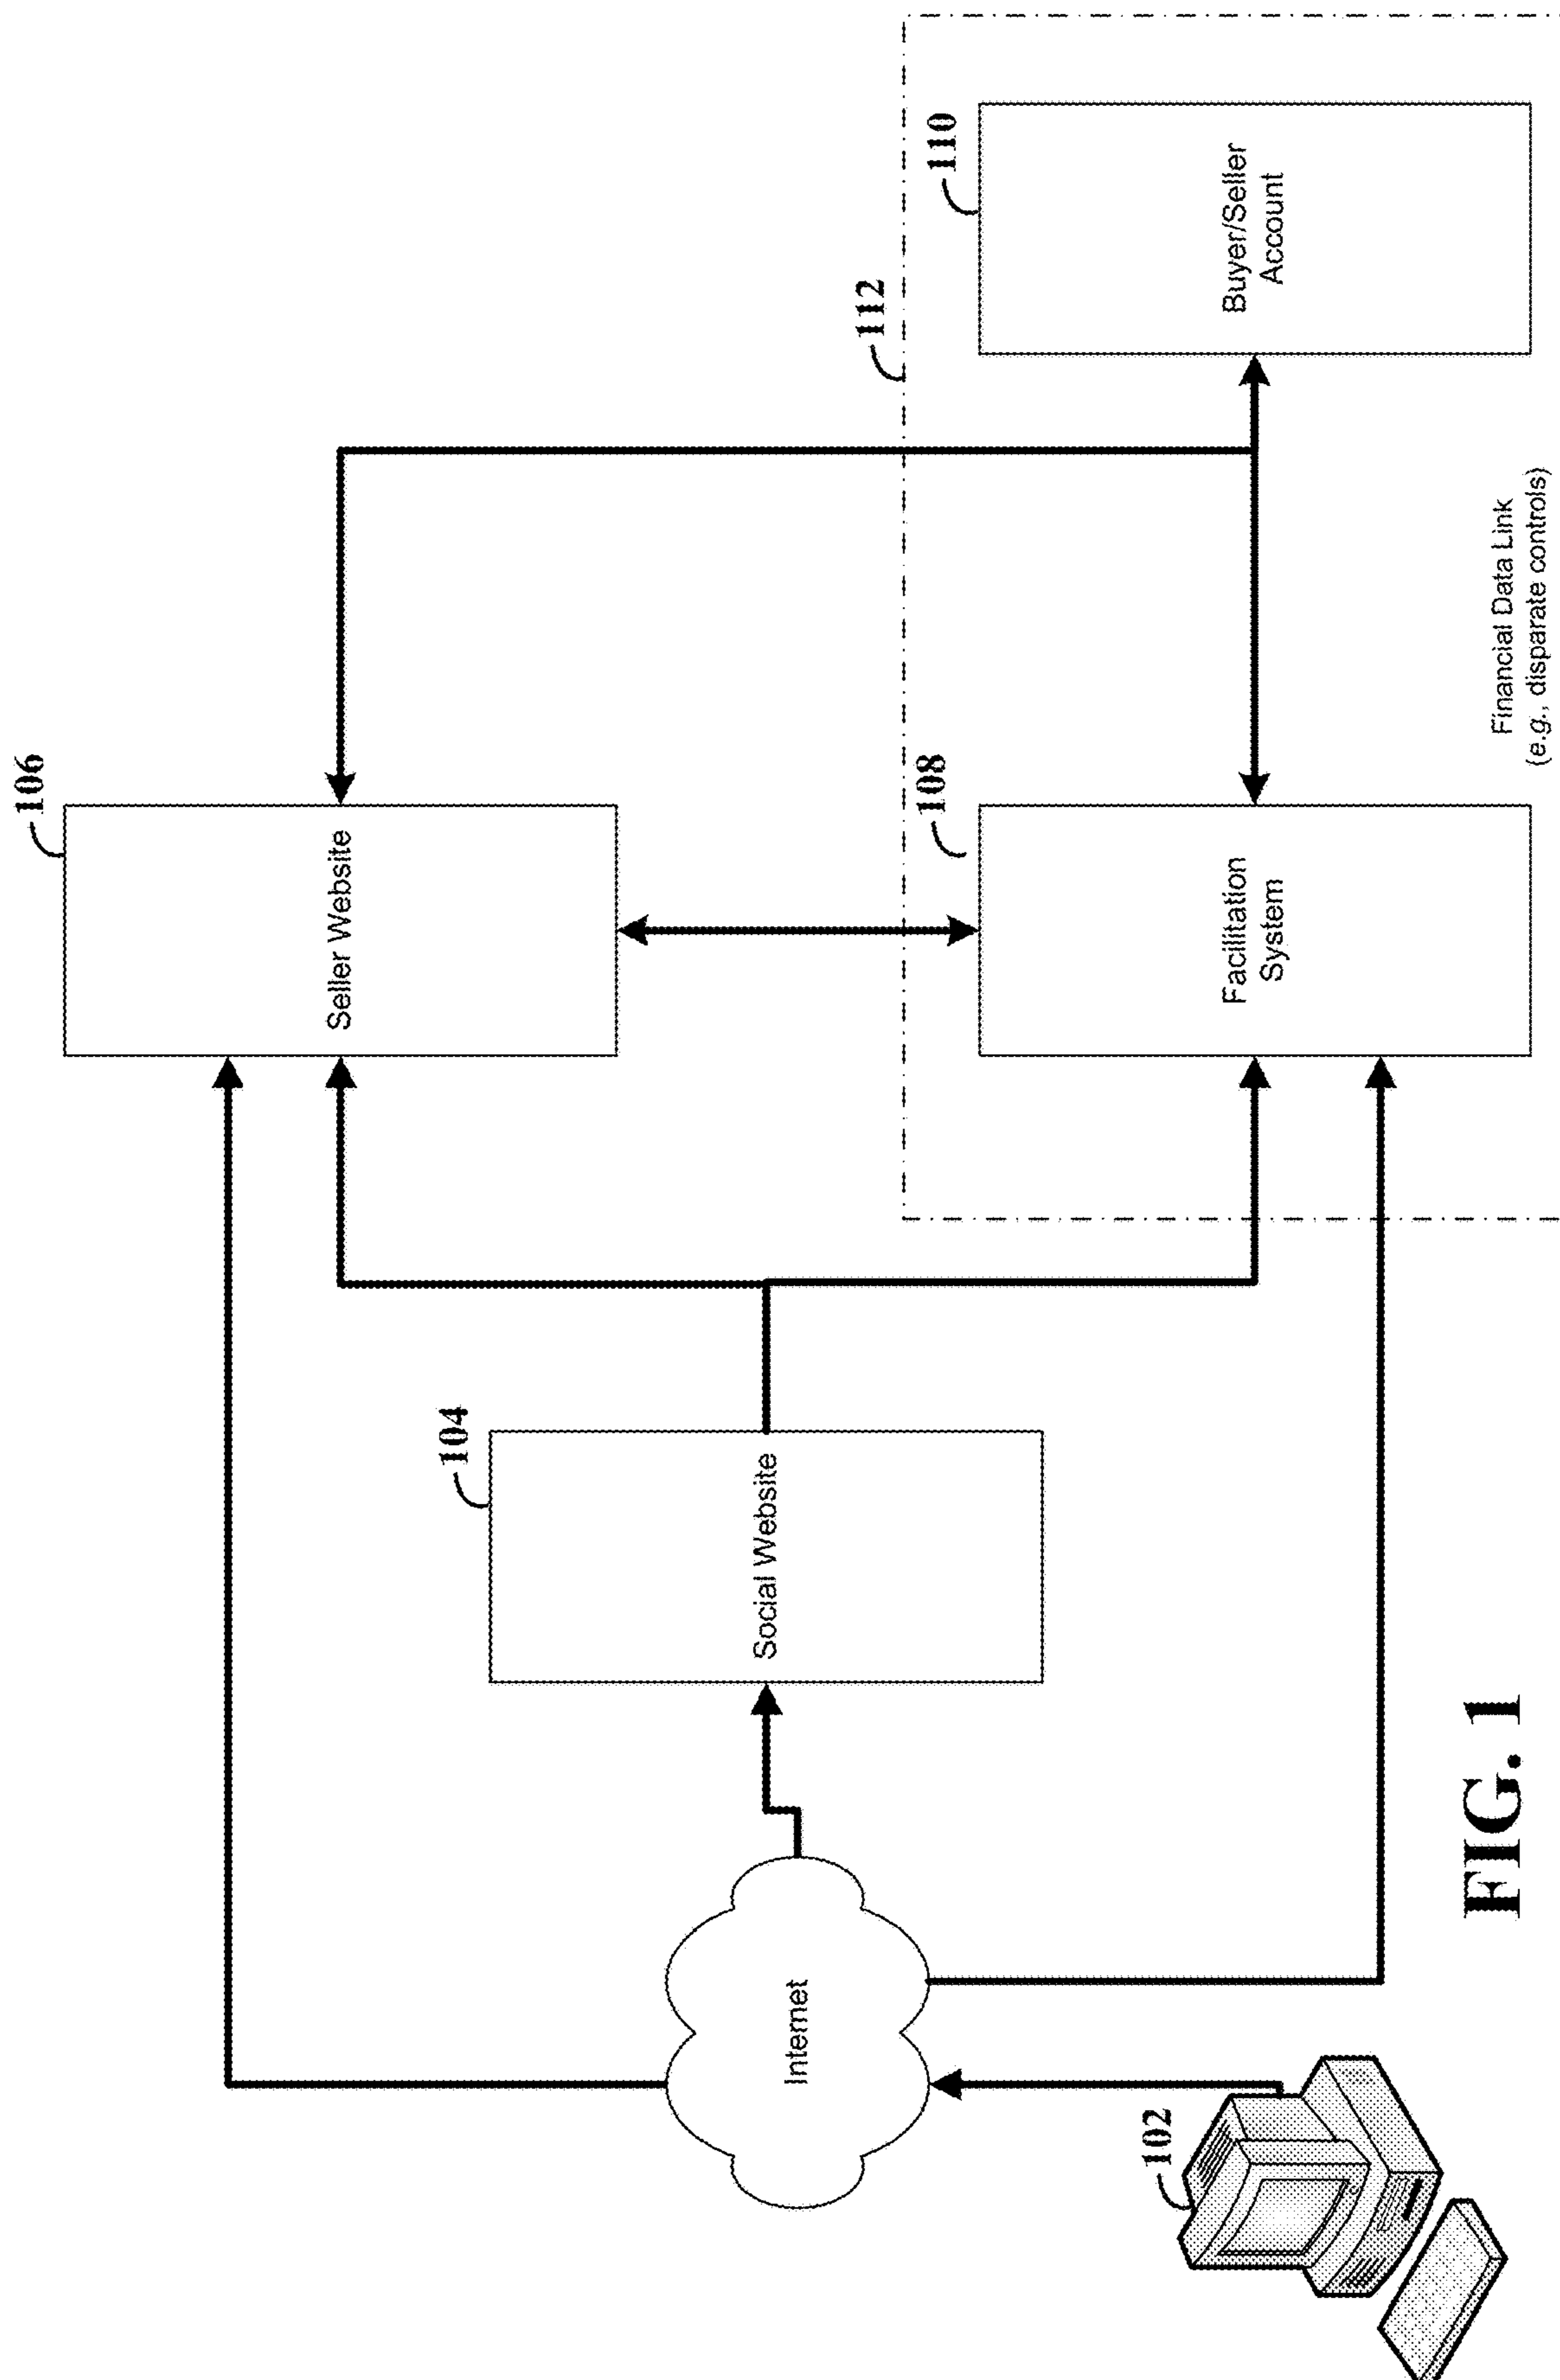 106
Seller Website
104
Social Website
112
110
Buyer/Seller
Account
108
Facilitation
System
Internet
102
Financial Data Link
(e.g., disparate controls)
FIG. 1